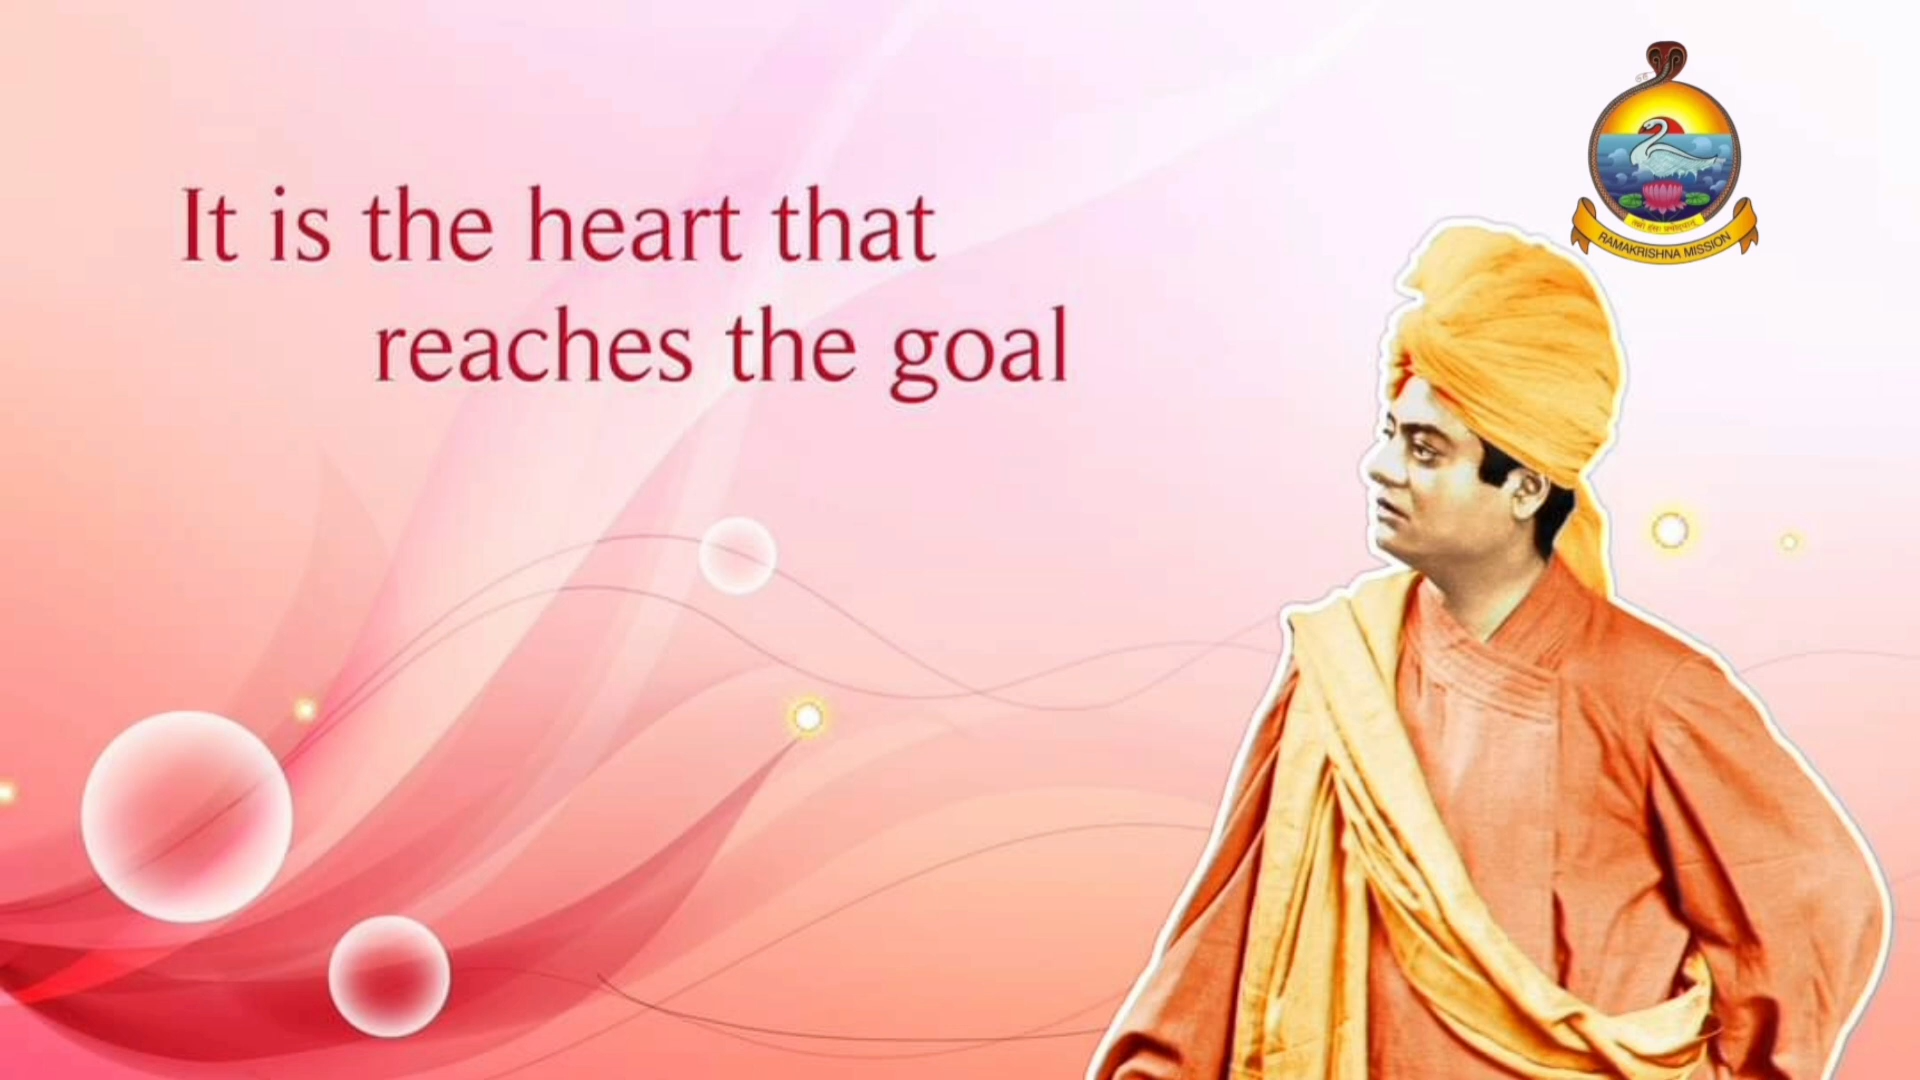 It is the heart that
reaches the goal
RAMAKRISHNA MISSION